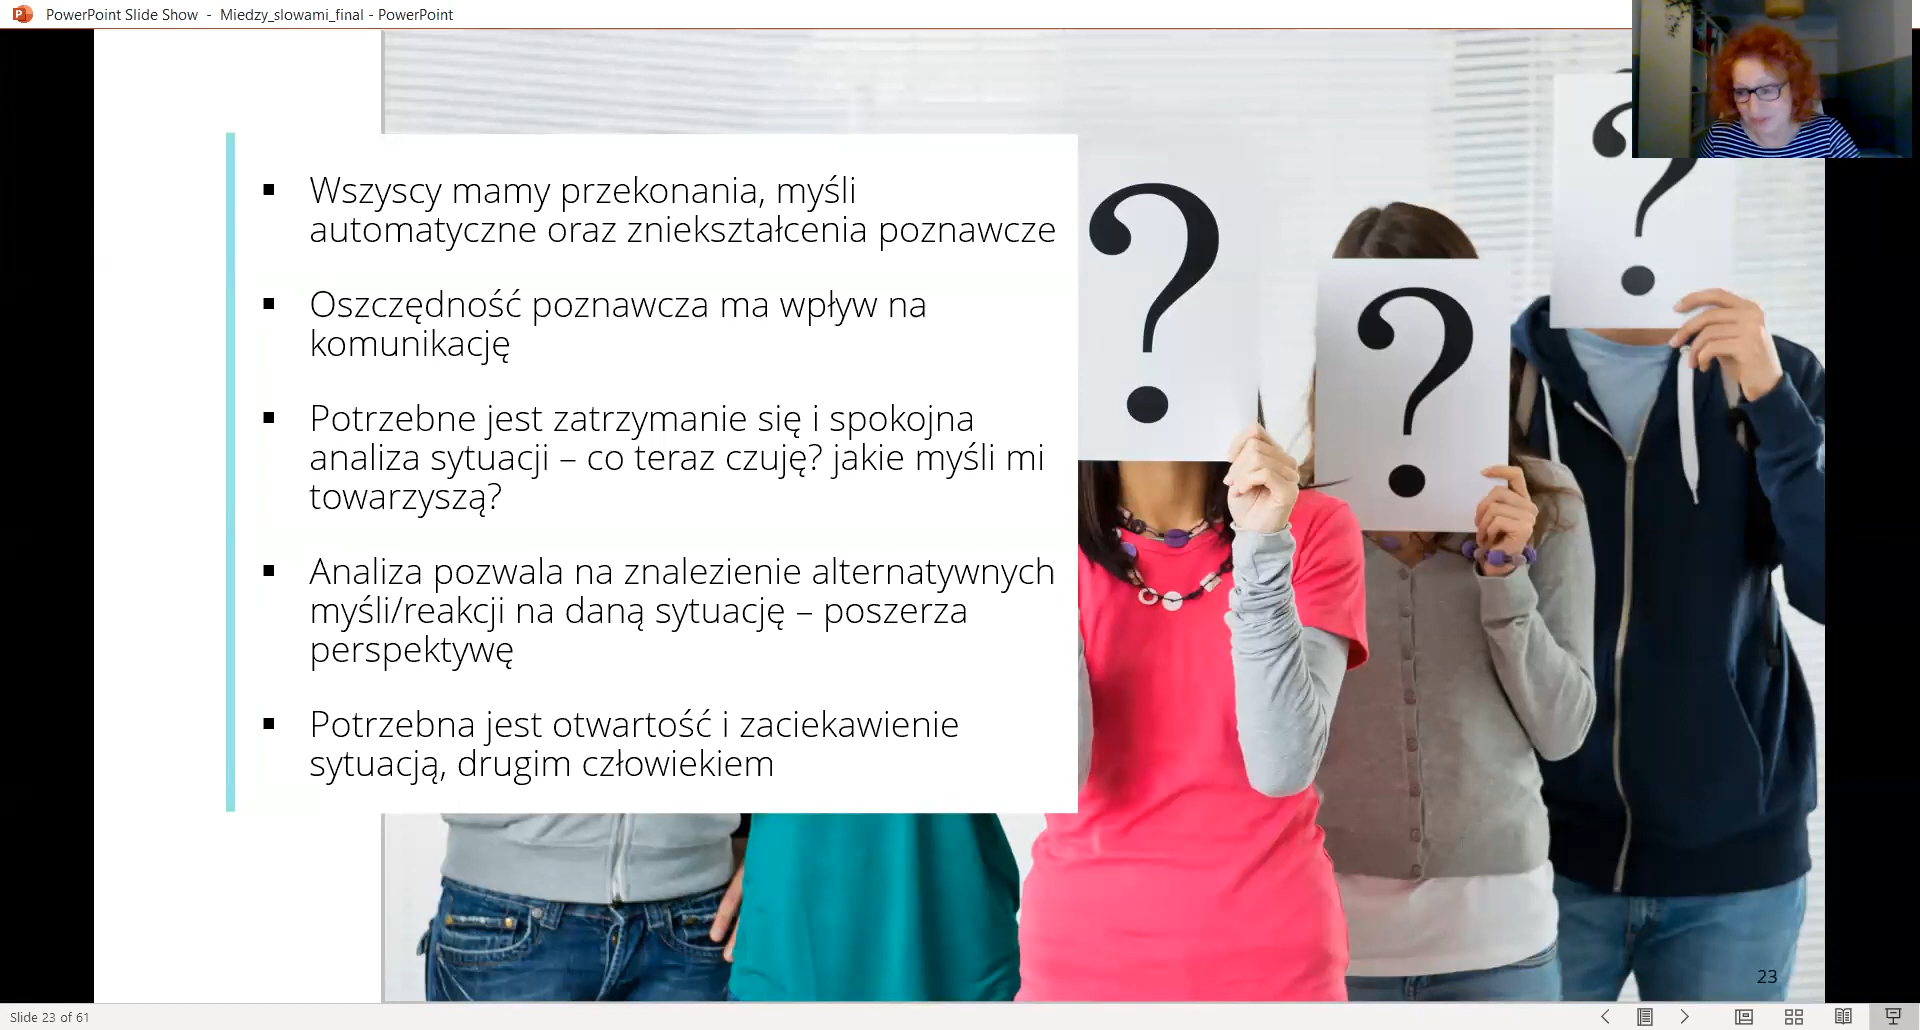 PowerPoint Slide Show - Miedzy_slowami_final - PowerPoint
▪ Wszyscy mamy przekonania, myśli
automatyczne oraz zniekształcenia poznawcze
▪ Oszczędność poznawcza ma wpływ na
komunikację
▪ Potrzebne jest zatrzymanie się i spokojna
analiza sytuacji – co teraz czuję? jakie myśli mi
towarzyszą?
▪ Analiza pozwala na znalezienie alternatywnych
myśli/reakcji na daną sytuację – poszerza
perspektywę
▪ Potrzebna jest otwartość i zaciekawienie
sytuacją, drugim człowiekiem
?
?
?
23
Slide 23 of 61